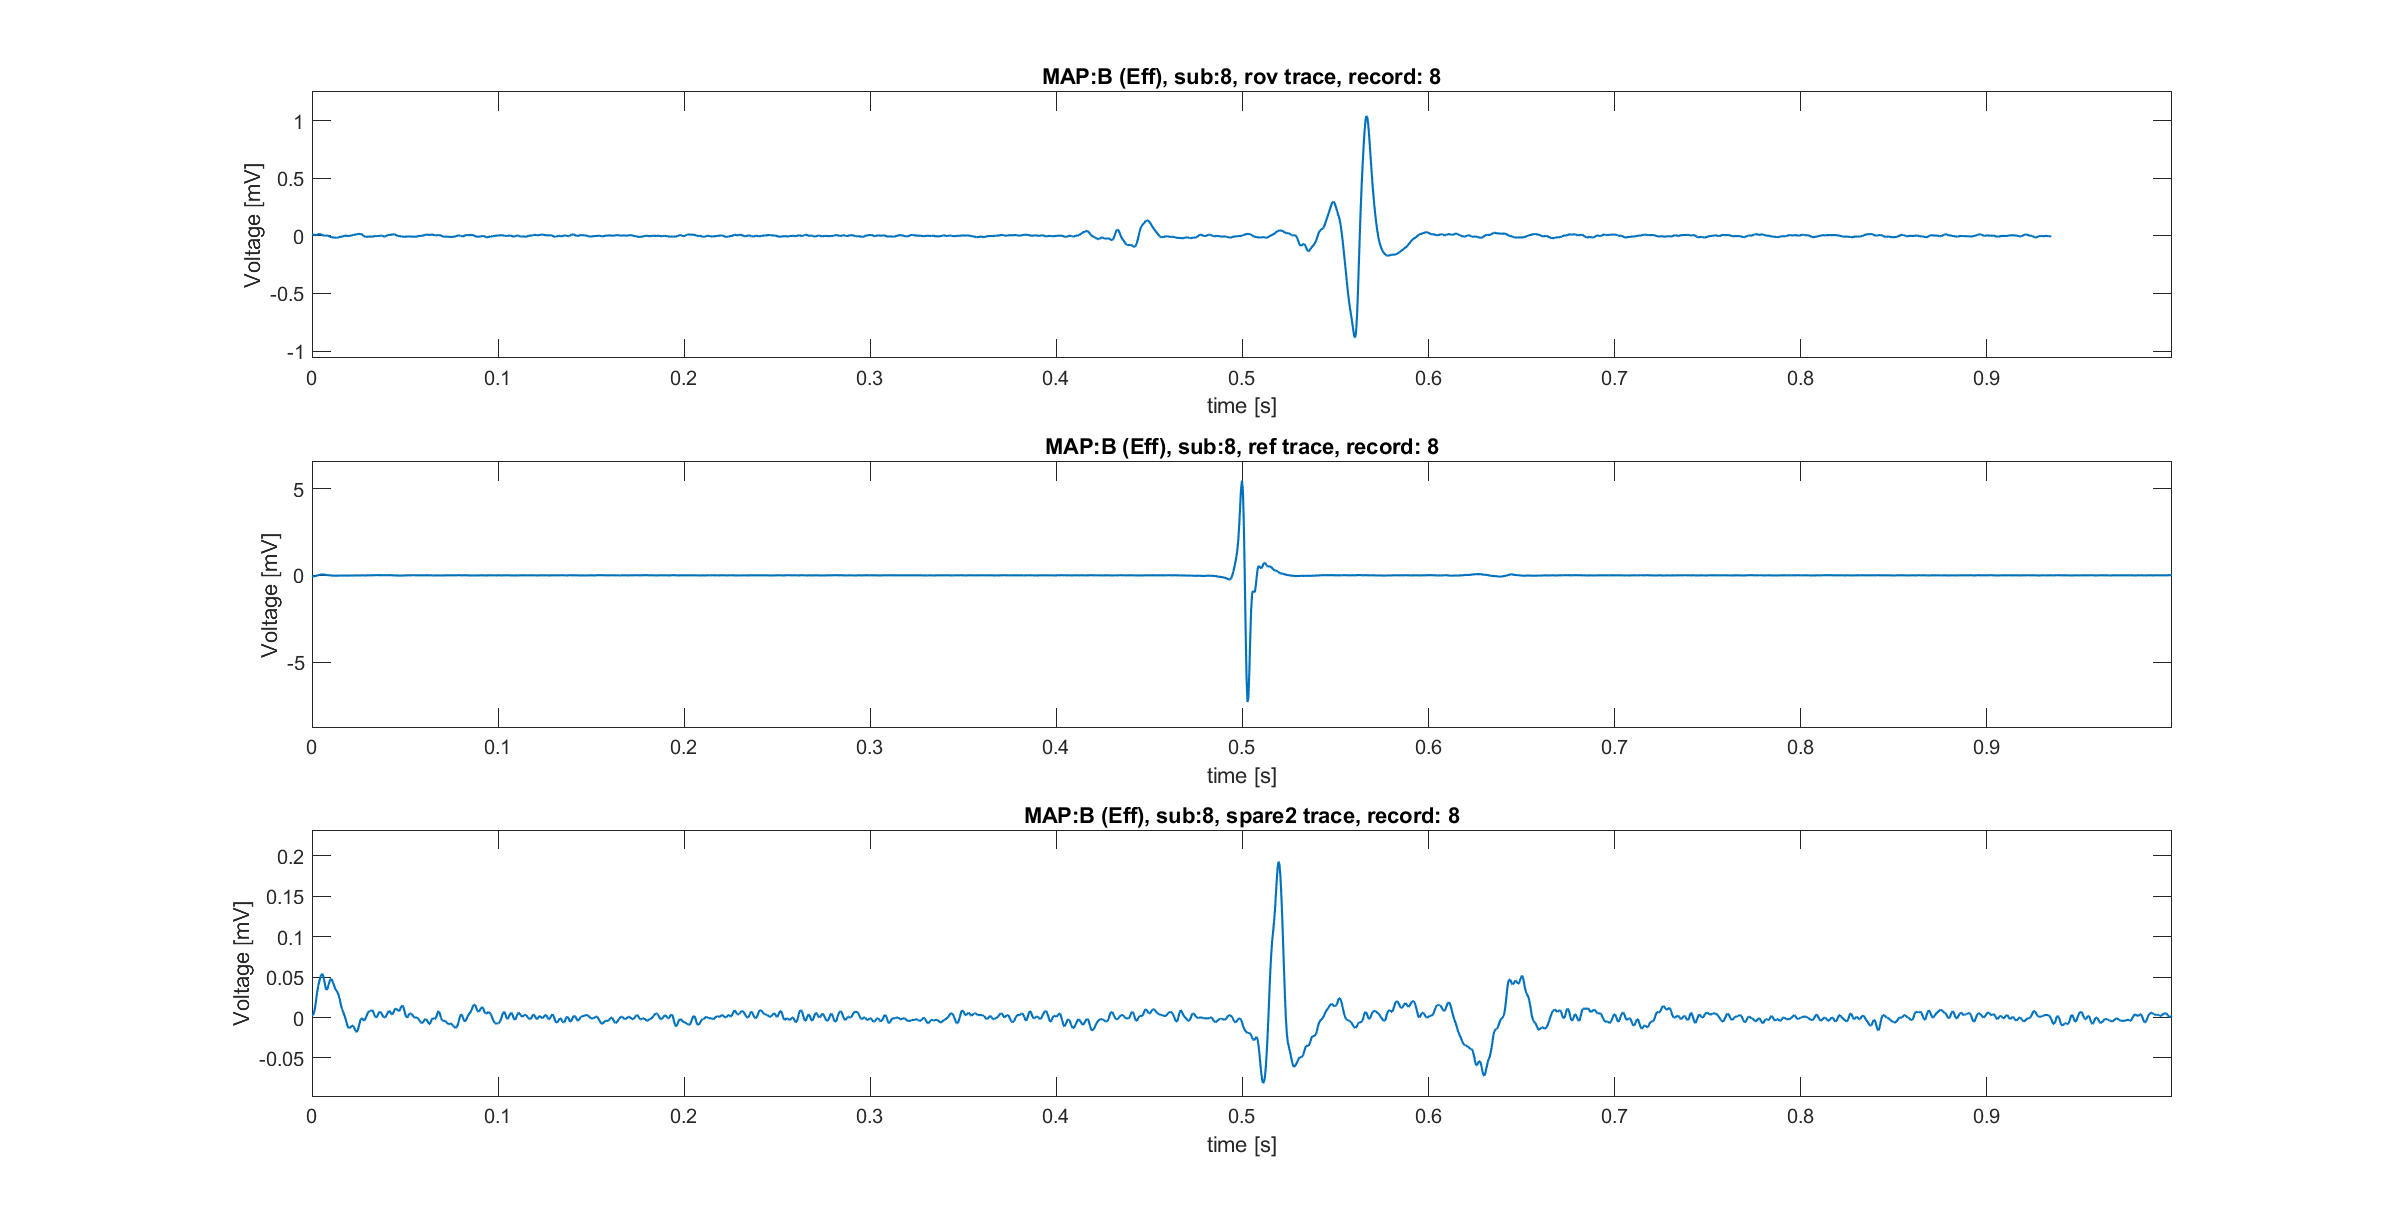 MAP:B (Eff), sub:8, rov trace, record: 8
1
0.5
0
-0.5
-1
Voltage [mV]
0 0.1 0.2 0.3 0.4 0.5 0.6 0.7 0.8 0.9
time [s]
MAP:B (Eff), sub:8, ref trace, record: 8
5
0
-5
Voltage [mV]
0 0.1 0.2 0.3 0.4 0.5 0.6 0.7 0.8 0.9
time [s]
MAP:B (Eff), sub:8, spare2 trace, record: 8
0.2
0.15
0.1
0.05
0
-0.05
Voltage [mV]
0 0.1 0.2 0.3 0.4 0.5 0.6 0.7 0.8 0.9
time [s]